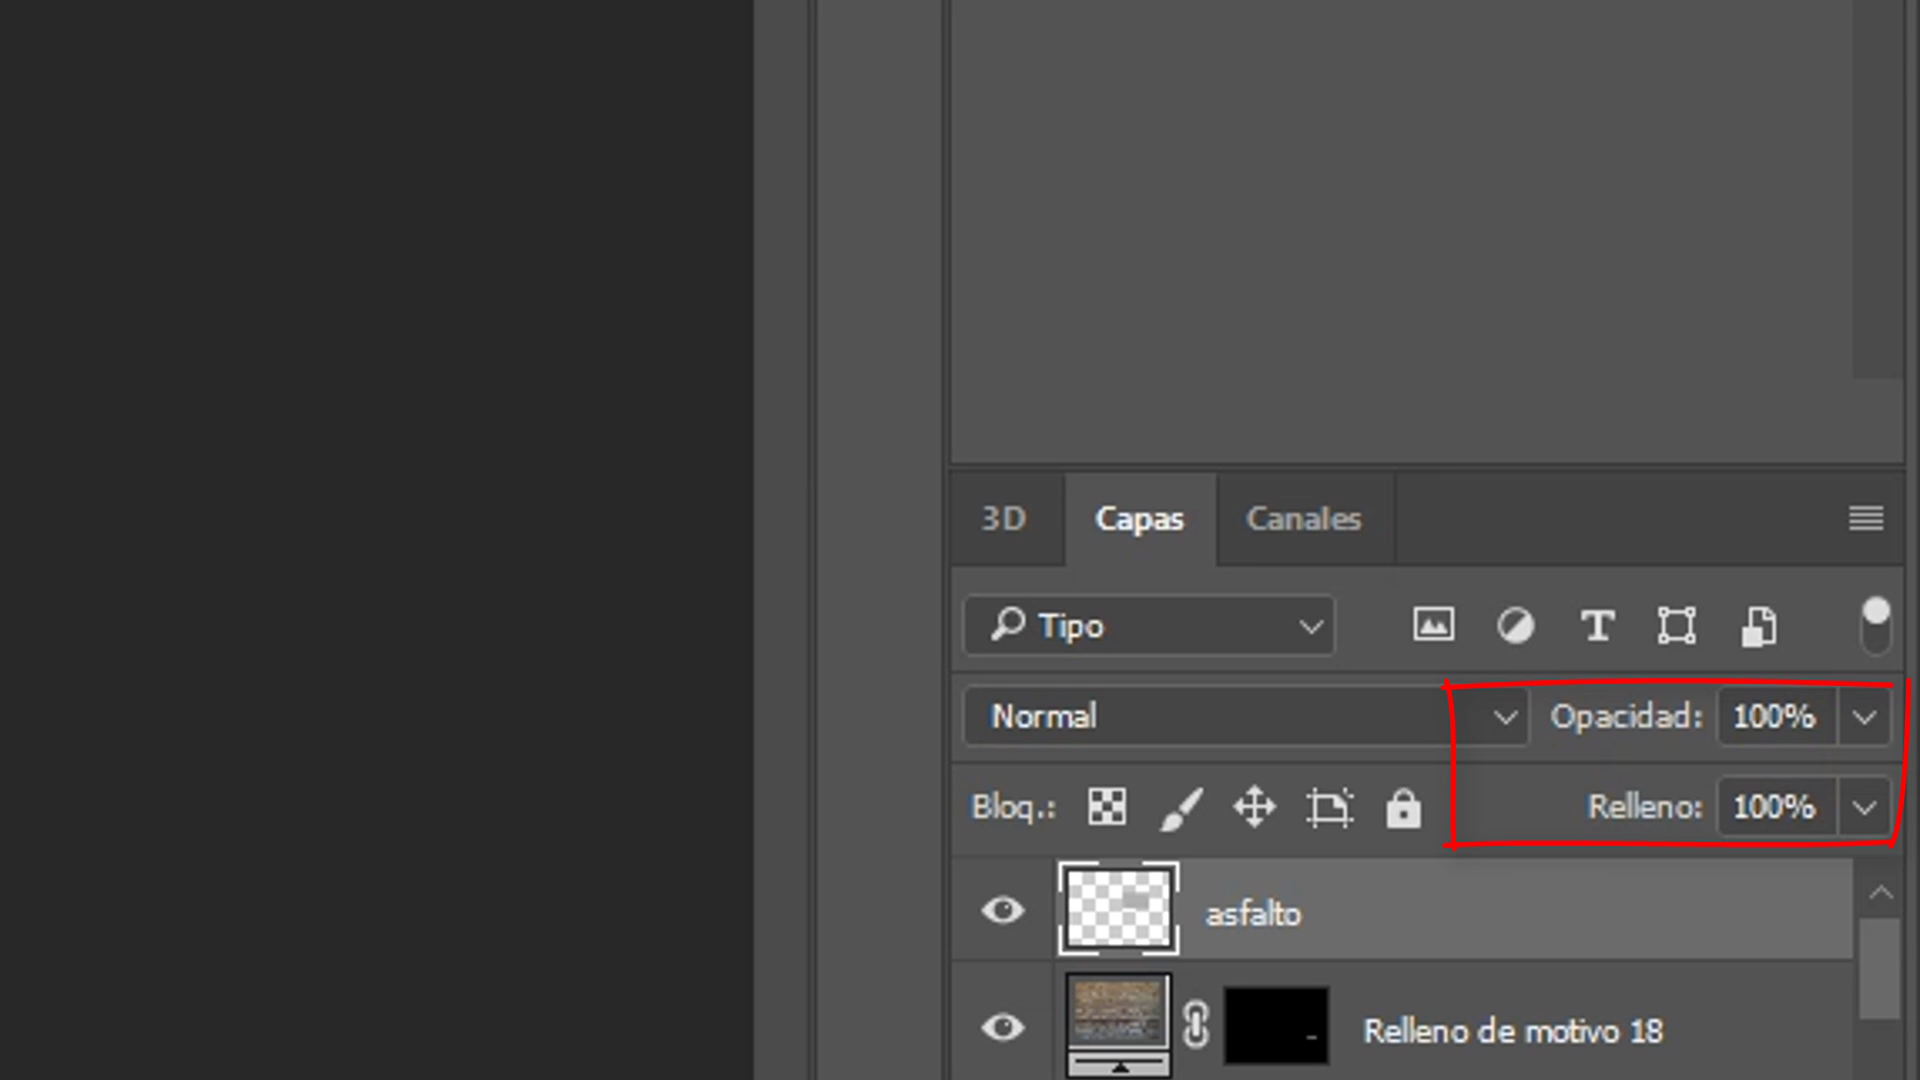 3D Capas Canales
Tipo
Normal Opacidad: 100%
Bloq.: Relleno: 100%
asfalto
Relleno de motivo 18